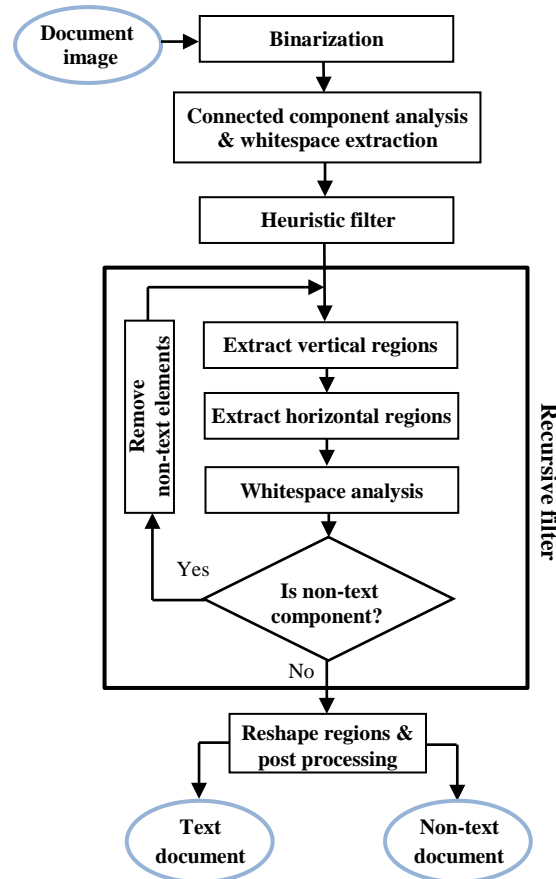 Document
image
Binarization
Connected component analysis
& whitespace extraction
Heuristic filter
Extract vertical regions
Remove
non-text elements
Extract horizontal regions
Recursive filter
Whitespace analysis
Yes
Is non-text
component?
No
Reshape regions &
post processing
Text
document
Non-text
document